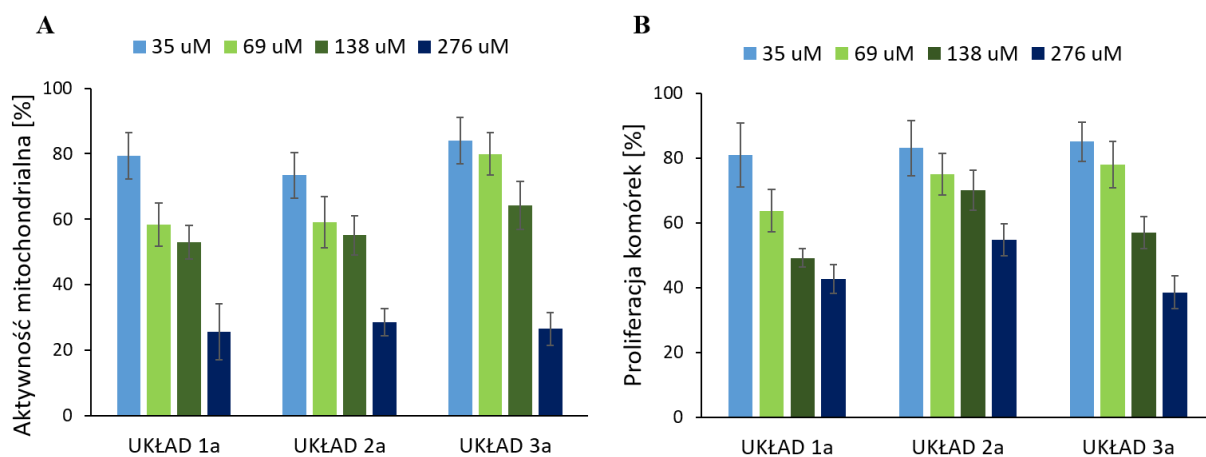 A
35 uM 69 uM 138 uM 276 uM
Aktywność mitochondrialna [%]
100
80
60
40
20
0
UKŁAD 1a UKŁAD 2a UKŁAD 3a
B
35 uM 69 uM 138 uM 276 uM
Proliferacja komórek [%]
100
80
60
40
20
0
UKŁAD 1a UKŁAD 2a UKŁAD 3a